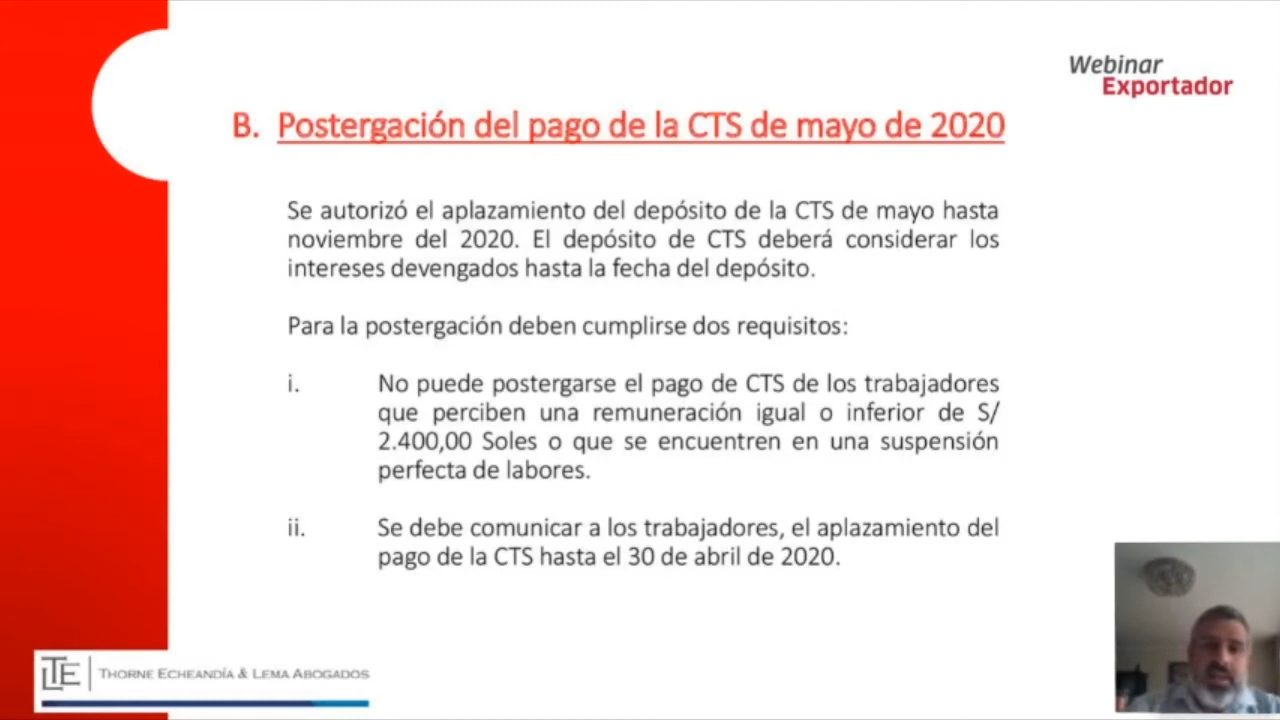 Webinar
Exportador
B. Postergación del pago de la CTS de mayo de 2020
Se autorizó el aplazamiento del depósito de la CTS de mayo hasta
noviembre del 2020. El depósito de CTS deberá considerar los
intereses devengados hasta la fecha del depósito.
Para la postergación deben cumplirse dos requisitos:
i. No puede postergarse el pago de CTS de los trabajadores
que perciben una remuneración igual o inferior de S/
2.400,00 Soles o que se encuentren en una suspensión
perfecta de labores.
ii. Se debe comunicar a los trabajadores, el aplazamiento del
pago de la CTS hasta el 30 de abril de 2020.
LTE THORNE ECHEANDÍA & LEMA ABOGADOS